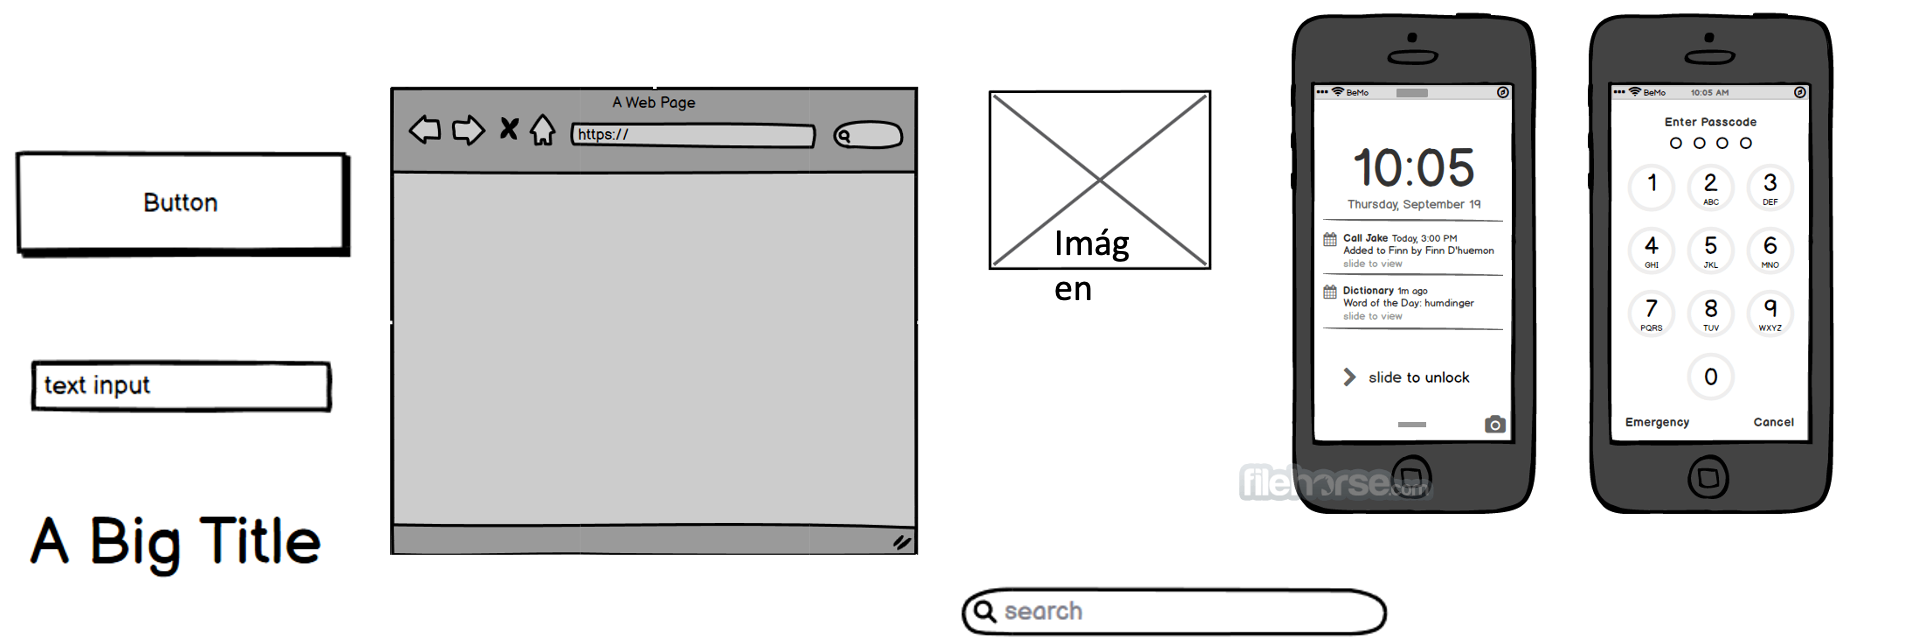 Button
text input
A Big Title
A Web Page
https://
Imág
en
search
BeMo
10:05
Thursday, September 19
Call Jake Today, 3:00 PM
Added to Finn by Finn D'huemon
slide to view
Dictionary 1m ago
Word of the Day: humdinger
slide to view
slide to unlock
filehorse.com
BeMo 10:05 AM
Enter Passcode
1 2 3
ABC DEF
4 5 6
GHI JKL MNO
7 8 9
PQRS TUV WXYZ
0
Emergency Cancel